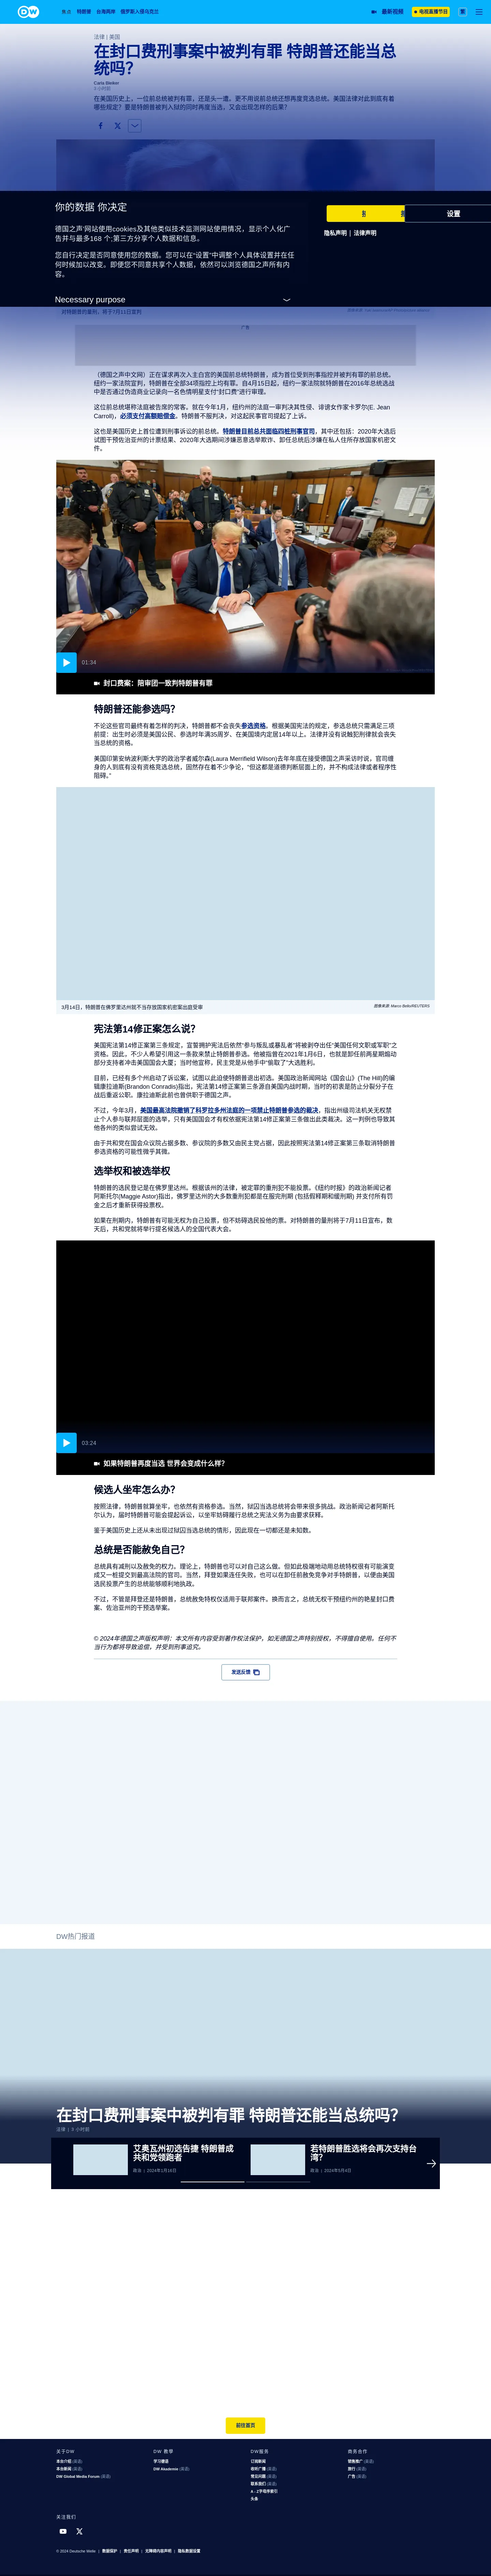 DW
焦点 特朗普 台海两岸 俄罗斯入侵乌克兰
最新视频
电视直播节目
法律 | 美国
在封口费刑事案中被判有罪 特朗普还能当总
统吗？
Carla Bleiker
3 小时前
在美国历史上，一位前总统被判有罪，还是头一遭。更不用说前总统还想再度竞选总统。美国法律对此到底有着
哪些规定？要是特朗普被判入狱的同时再度当选，又会出现怎样的后果？
你的数据 你决定
德国之声'网站使用cookies及其他类似技术监测网站使用情况，显示个人化广
告并与最多168 个;第三方分享个人数据和信息。
您自行决定是否同意使用您的数据。您可以在“设置”中调整个人具体设置并在任
何时候加以改变。即便您不同意共享个人数据，依然可以浏览德国之声所有内
容。
设置
隐私声明 | 法律声明
Necessary purpose
对特朗普的量刑，将于7月11日宣判
广告
（德国之声中文网）正在谋求再次入主白宫的美国前总统特朗普，成为首位受到刑事指控并被判有罪的前总统。
纽约一家法院宣判，特朗普在全部34项指控上均有罪。自4月15日起，纽约一家法院就特朗普在2016年总统选战
中是否通过伪造商业记录向一名色情明星支付“封口费”进行审理。
这位前总统堪称法庭被告席的常客。就在今年1月，纽约州的法庭一审判决其性侵、诽谤女作家卡罗尔(E. Jean
Carroll)，必须支付高额赔偿金。特朗普不服判决，对这起民事官司提起了上诉。
这也是美国历史上首位遭到刑事诉讼的前总统。特朗普目前总共面临四桩刑事官司，其中还包括：2020年大选后
试图干预佐治亚州的计票结果、2020年大选期间涉嫌恶意选举欺诈、卸任总统后涉嫌在私人住所存放国家机密文
件。
01:34
封口费案：陪审团一致判特朗普有罪
特朗普还能参选吗？
不论这些官司最终有着怎样的判决，特朗普都不会丧失参选资格。根据美国宪法的规定，参选总统只需满足三项
前提：出生时必须是美国公民、参选时年满35周岁、在美国境内定居14年以上。法律并没有说触犯刑律就会丧失
当总统的资格。
美国印第安纳波利斯大学的政治学者威尔森(Laura Merrifield Wilson)去年年底在接受德国之声采访时说，官司缠
身的人到底有没有资格竞选总统，固然存在着不少争论，“但这都是道德判断层面上的，并不构成法律或者程序性
阻碍。”
3月14日，特朗普在佛罗里达州就不当存放国家机密案出庭受审
图像来源: Marco Bello/REUTERS
宪法第14修正案怎么说？
美国宪法第14修正案第三条规定，宣誓拥护宪法后依然“参与叛乱或暴乱者”将被剥夺出任“美国任何文职或军职”之
资格。因此，不少人希望引用这一条款来禁止特朗普参选。他被指曾在2021年1月6日，也就是卸任前两星期煽动
部分支持者冲击美国国会大厦；当时他宣称，民主党是从他手中“偷取了”大选胜利。
目前，已经有多个州启动了诉讼案，试图以此迫使特朗普退出初选。美国政治新闻网站《国会山》(The Hill)的编
辑康拉迪斯(Brandon Conradis)指出，宪法第14修正案第三条源自美国内战时期，当时的初衷是防止分裂分子在
战后重返公职。康拉迪斯此前也曾供职于德国之声。
不过，今年3月，美国最高法院撤销了科罗拉多州法庭的一项禁止特朗普参选的裁决，指出州级司法机关无权禁
止个人参与联邦层面的选举，只有美国国会才有权依据宪法第14修正案第三条做出此类裁决。这一判例也导致其
他各州的类似尝试无效。
由于共和党在国会众议院占据多数、参议院的多数又由民主党占据，因此按照宪法第14修正案第三条取消特朗普
参选资格的可能性微乎其微。
选举权和被选举权
特朗普的选民登记是在佛罗里达州。根据该州的法律，被定罪的重刑犯不能投票。《纽约时报》的政治新闻记者
阿斯托尔(Maggie Astor)指出，佛罗里达州的大多数重刑犯都是在服完刑期 (包括假释期和缓刑期) 并支付所有罚
金之后才重新获得投票权。
如果在刑期内，特朗普有可能无权为自己投票，但不妨碍选民投他的票。对特朗普的量刑将于7月11日宣布，数
天后，共和党就将举行提名候选人的全国代表大会。
03:24
如果特朗普再度当选 世界会变成什么样？
候选人坐牢怎么办？
按照法律，特朗普就算坐牢，也依然有资格参选。当然，狱囚当选总统将会带来很多挑战。政治新闻记者阿斯托
尔认为，届时特朗普可能会提起诉讼，以坐牢妨碍履行总统之宪法义务为由要求获释。
鉴于美国历史上还从未出现过狱囚当选总统的情形，因此现在一切都还是未知数。
总统是否能赦免自己？
总统具有减刑以及赦免的权力。理论上，特朗普也可以对自己这么做。但如此极端地动用总统特权很有可能演变
成又一桩提交到最高法院的官司。当然，拜登如果连任失败，也可以在卸任前赦免竞争对手特朗普，以便由美国
选民投票产生的总统能够顺利地执政。
不过，不管是拜登还是特朗普，总统赦免特权仅适用于联邦案件。换而言之，总统无权干预纽约州的艳星封口费
案、佐治亚州的干预选举案。
© 2024年德国之声版权声明：本文所有内容受到著作权法保护，如无德国之声特别授权，不得擅自使用。任何不
当行为都将导致追偿，并受到刑事追究。
发送反馈
DW热门报道
在封口费刑事案中被判有罪 特朗普还能当总统吗？
法律 | 3 小时前
艾奥瓦州初选告捷 特朗普成
共和党领跑者
政治 | 2024年1月16日
若特朗普胜选将会再次支持台
湾？
政治 | 2024年5月9日
前往首页
关于DW
本台介绍 (英语)
本台新闻 (英语)
DW Global Media Forum (英语)
DW 教学
学习德语
DW Akademie (英语)
DW服务
订阅新闻
收听广播 (英语)
常见问题 (英语)
联系我们 (英语)
A - Z字母序索引
头条
商务合作
销售推广 (英语)
旅行 (英语)
广告 (英语)
关注我们
© 2024 Deutsche Welle | 数据保护 | 责任声明 | 无障碍内容声明 | 隐私数据设置